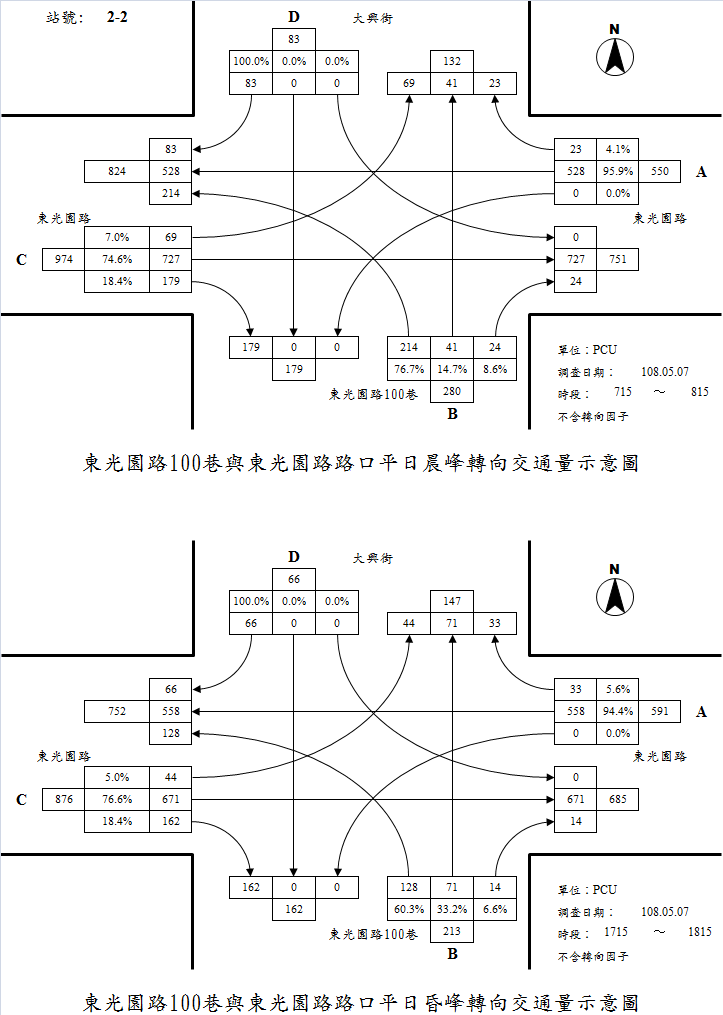 站號： 2-2
D 大興街
N
83
100.0% 0.0% 0.0%
83 0 0
132
69 41 23
83
824 528
214
23 4.1%
528 95.9% 550 A
0 0.0%
東光園路
東光園路
7.0% 69
C 974 74.6% 727
18.4% 179
0
727 751
24
179 0 0
179
214 41 24
76.7% 14.7% 8.6%
280
東光園路100巷
B
單位：PCU
調查日期： 108.05.07
時段： 715 ～ 815
不含轉向因子
東光園路100巷與東光園路路口平日晨峰轉向交通量示意圖
D 大興街
N
66
100.0% 0.0% 0.0%
66 0 0
147
44 71 33
66
752 558
128
33 5.6%
558 94.4% 591 A
0 0.0%
東光園路
東光園路
5.0% 44
C 876 76.6% 671
18.4% 162
0
671 685
14
162 0 0
162
128 71 14
60.3% 33.2% 6.6%
213
東光園路100巷
B
單位：PCU
調查日期： 108.05.07
時段： 1715 ～ 1815
不含轉向因子
東光園路100巷與東光園路路口平日昏峰轉向交通量示意圖